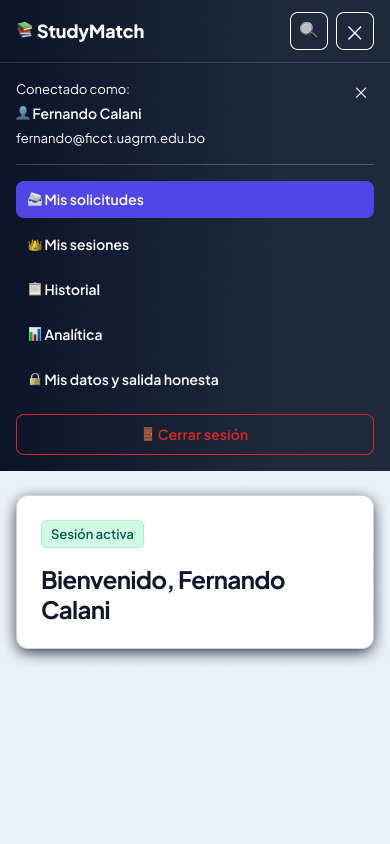 StudyMatch
Conectado como:
Fernando Calani
fernando@ficct.uagrm.edu.bo
Mis solicitudes
Mis sesiones
Historial
Analítica
Mis datos y salida honesta
Cerrar sesión
Sesión activa
Bienvenido, Fernando
Calani